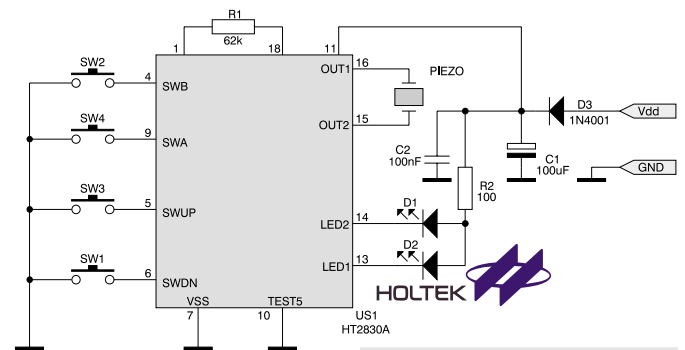 R1
62k
1
18
11
SW2
4
SWB
OUT1
16
PIEZO
SW4
9
SWA
OUT2
15
D3
1N4001
Vdd
C2
100nF
C1
100uF
GND
R2
100
SW3
5
SWUP
LED2
14
D1
SW1
6
SWDN
LED1
13
D2
HOLTEK
VSS
7
TEST5
10
US1
HT2830A